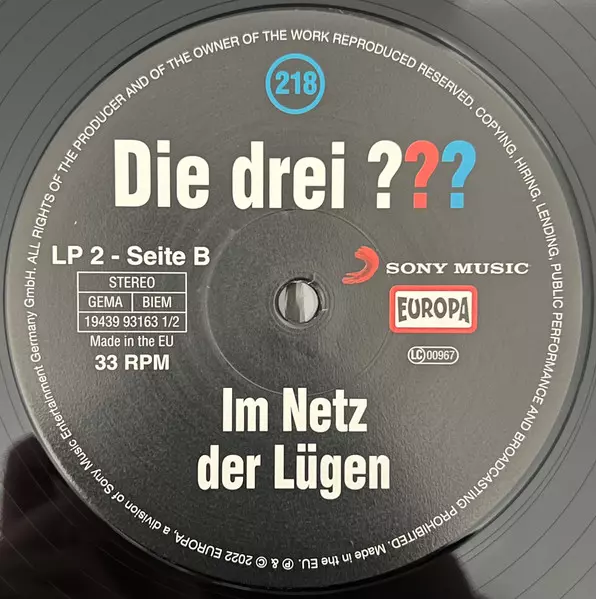 218
Die drei ???
LP 2 - Seite B
STEREO
GEMA | BIEM
19439 93163 1/2
Made in the EU
33 RPM
SONY MUSIC
EUROPA
LC 00967
Im Netz
der Lügen
℗ & © 2022 EUROPA, a division of Sony Music Entertainment Germany GmbH. ALL RIGHTS OF THE PRODUCER AND OF THE OWNER OF THE WORK REPRODUCED RESERVED. COPYING, HIRING, LENDING, PUBLIC PERFORMANCE AND BROADCASTING PROHIBITED. Made in the EU.